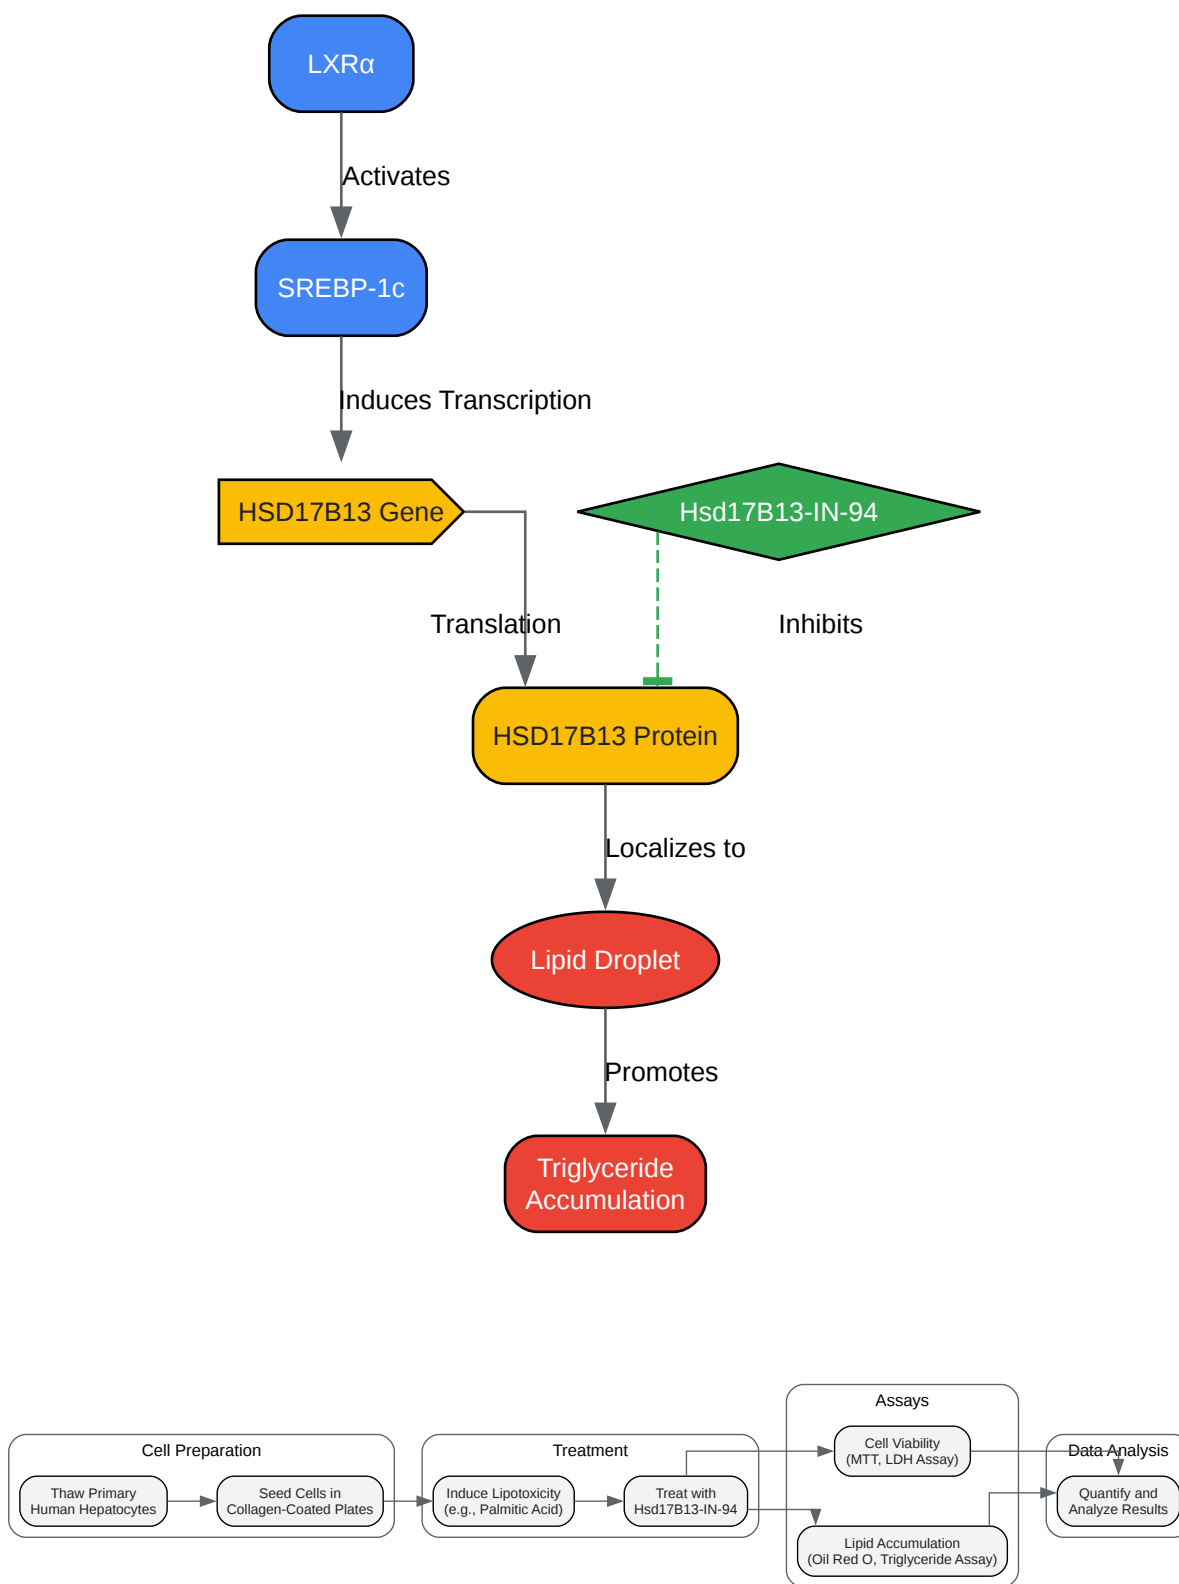 LXRα
Activates
SREBP-1c
Induces Transcription
HSD17B13 Gene
Hsd17B13-IN-94
Translation
Inhibits
HSD17B13 Protein
Localizes to
Lipid Droplet
Promotes
Triglyceride
Accumulation
Cell Preparation
Thaw Primary
Human Hepatocytes
Seed Cells in
Collagen-Coated Plates
Treatment
Induce Lipotoxicity
(e.g., Palmitic Acid)
Treat with
Hsd17B13-IN-94
Assays
Cell Viability
(MTT, LDH Assay)
Lipid Accumulation
(Oil Red O, Triglyceride Assay)
Data Analysis
Quantify and
Analyze Results